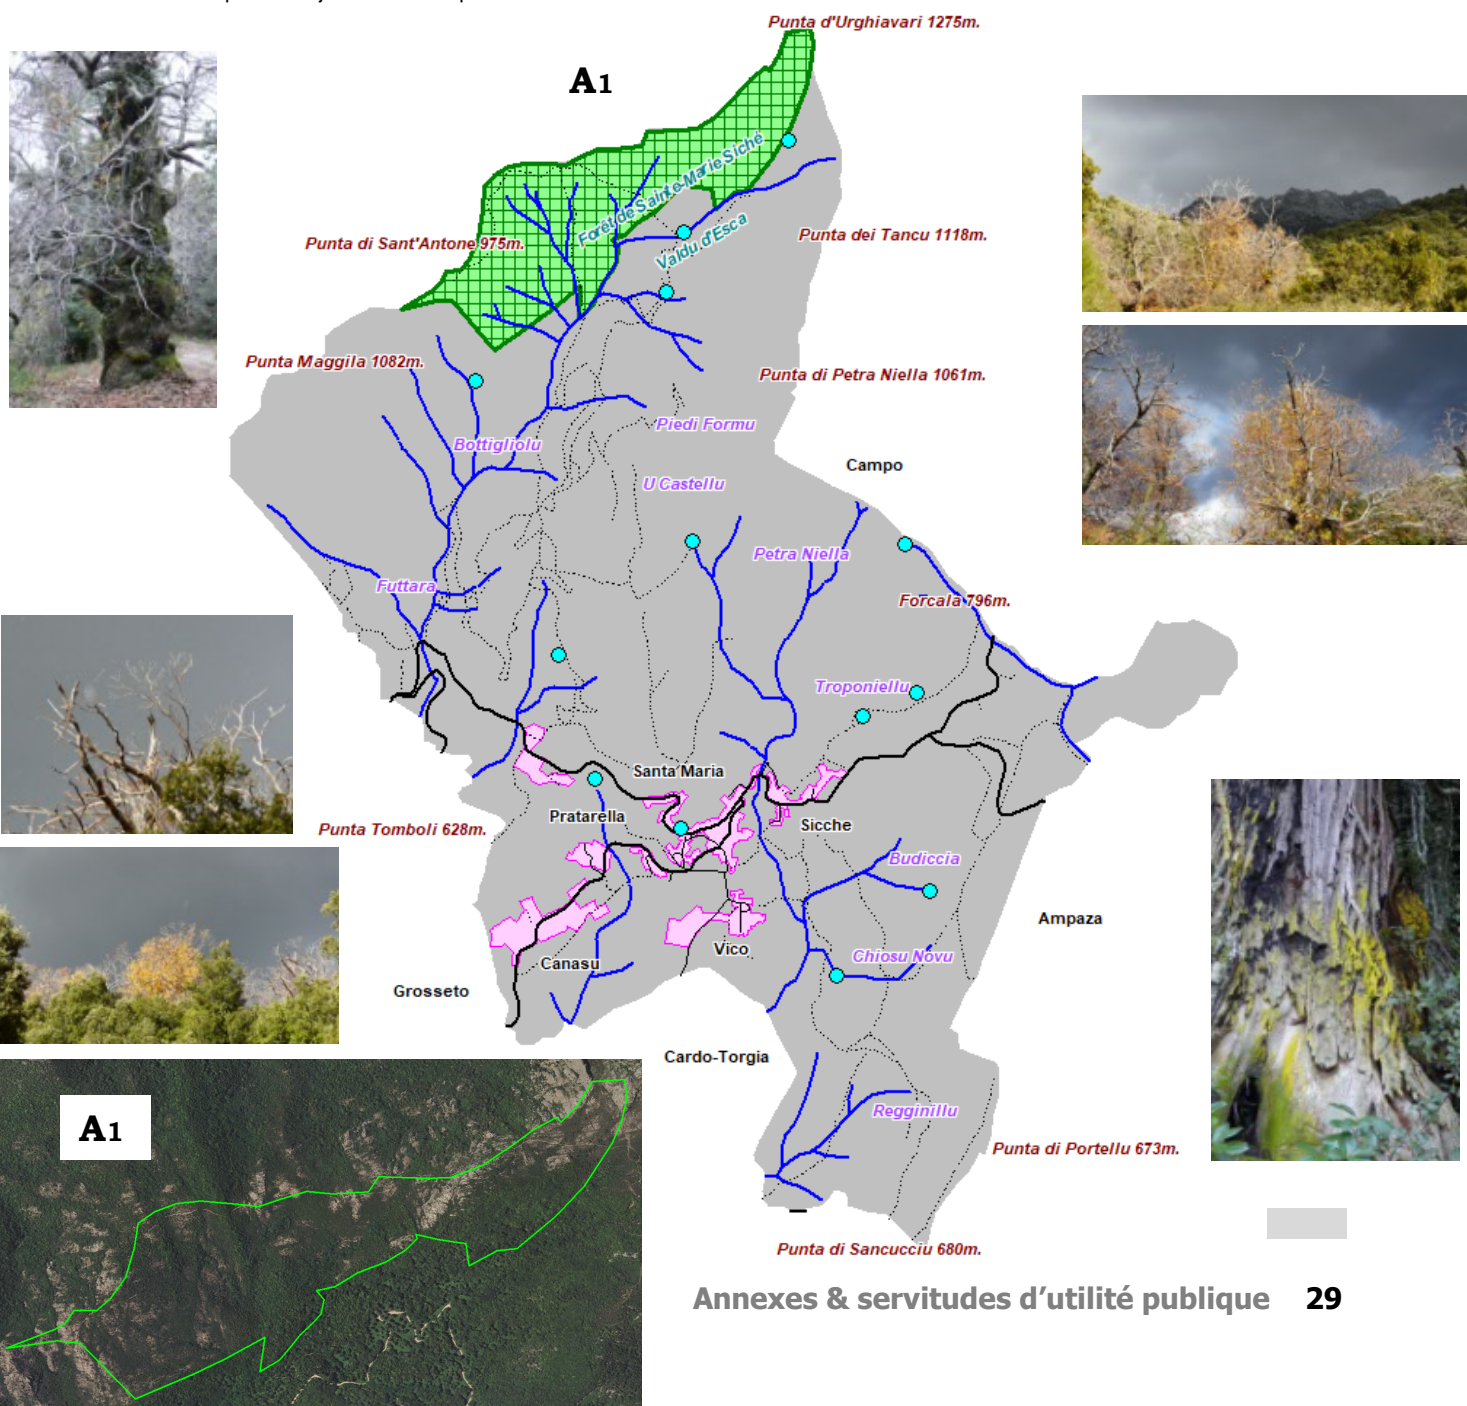 Punta d'Urghiavari 1275m.
A1
Forêt de Sainte-Marie Siché
Valdu d'Esca
Punta di Sant'Antone 975m.
Punta dei Tancu 1118m.
Punta Maggila 1082m.
Punta di Petra Niella 1061m.
Piedi Formu
Bottigliolu
Campo
U Castellu
Petra Niella
Futtara
Forcala 796m.
Troponiellu
Santa Maria
Pratarella
Sicche
Punta Tomboli 628m.
Budiccia
Ampaza
Vico
Chiosu Novu
Canasu
Grosseto
Cardo-Torgia
Regginillu
A1
Punta di Portellu 673m.
Punta di Sancucciu 680m.
Annexes & servitudes d’utilité publique 29